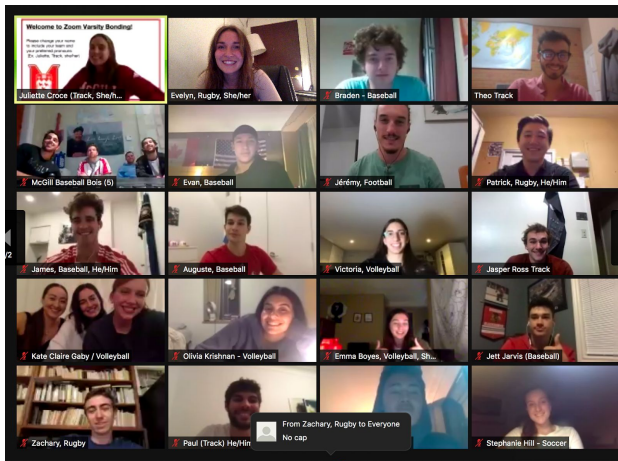 Welcome to Zoom Varsity Bonding!
Please change your name
to include your team and
your preferred pronouns
Juliette Croce (Track, She/h...
Evelyn, Rugby, She/her
Braden - Baseball
Theo Track
McGill Baseball Bois (5)
Evan, Baseball
Jérémy, Football
Patrick, Rugby, He/Him
/2
James, Baseball, He/Him
Auguste, Baseball
Victoria, Volleyball
Jasper Ross Track
Kate Claire Gaby / Volleyball
Olivia Krishnan - Volleyball
Emma Boyes, Volleyball, Sh...
Jett Jarvis (Baseball)
Zachary, Rugby
Paul (Track) He/Him
From Zachary, Rugby to Everyone
No cap
Stephanie Hill - Soccer